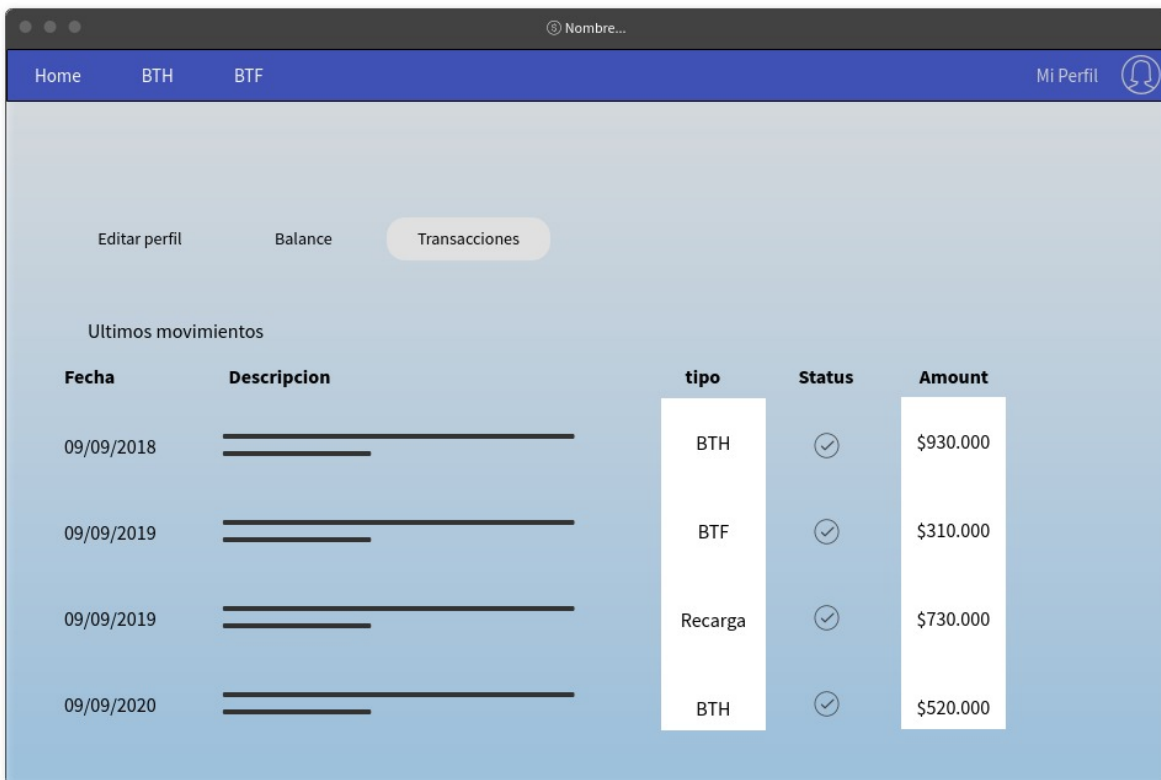 Nombre...
Home BTH BTF Mi Perfil
Editar perfil Balance Transacciones
Ultimos movimientos
Fecha Descripcion tipo Status Amount
09/09/2018 BTH $930.000
09/09/2019 BTF $310.000
09/09/2019 Recarga $730.000
09/09/2020 BTH $520.000